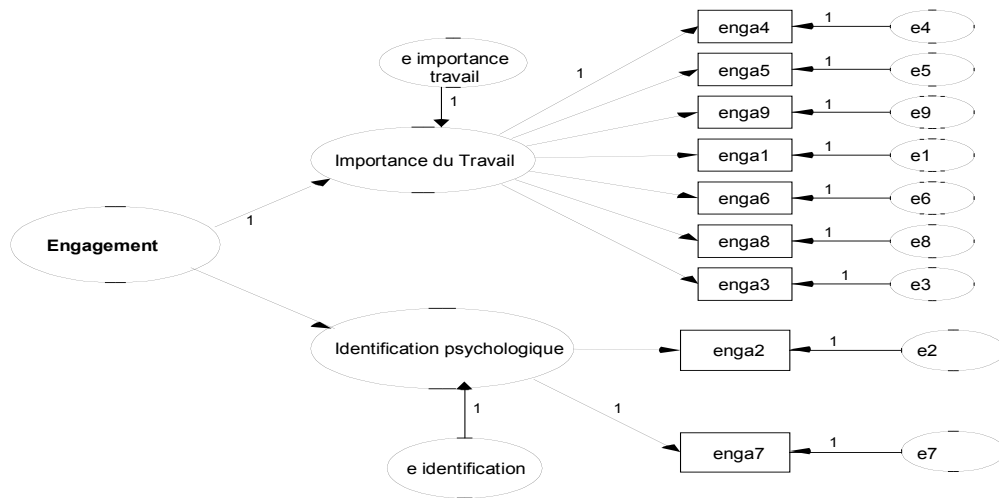 enga4
1
e4
e importance
travail
1
enga5
1
e5
1
enga9
1
e9
Importance du Travail
enga1
1
e1
enga6
1
e6
1
Engagement
enga8
1
e8
enga3
1
e3
Identification psychologique
enga2
1
e2
1
1
e identification
enga7
1
e7